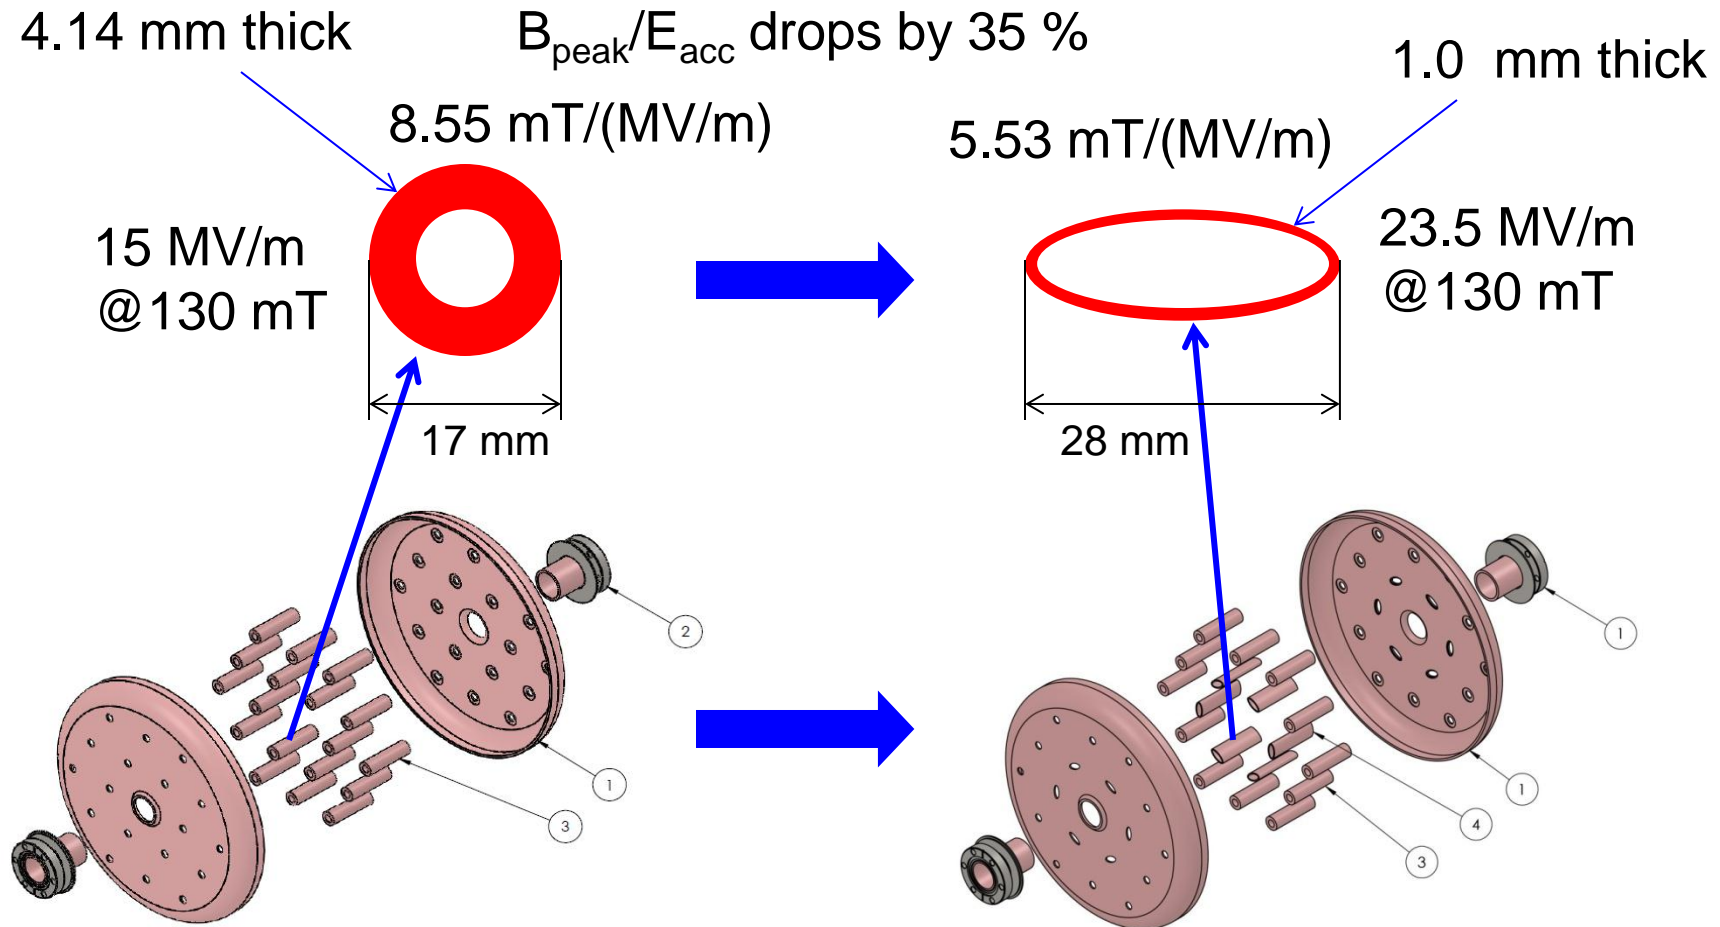 4.14 mm thick
B_peak/E_acc drops by 35 %
1.0 mm thick
8.55 mT/(MV/m)
5.53 mT/(MV/m)
15 MV/m
@130 mT
23.5 MV/m
@130 mT
17 mm
28 mm
2
1
3
1
1
4
3